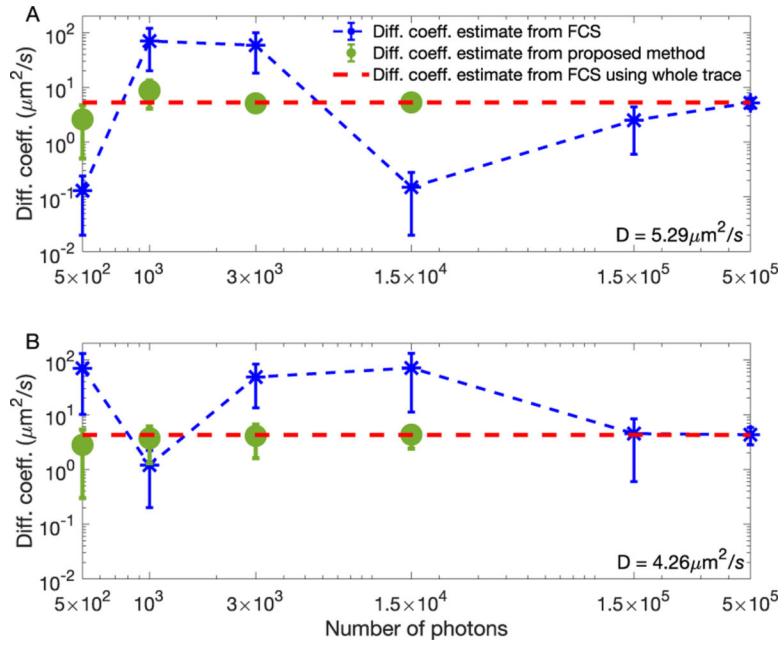 A
Diff. coeff. estimate from FCS
Diff. coeff. estimate from proposed method
Diff. coeff. estimate from FCS using whole trace
Diff. coeff. (μm²/s)
10²
10¹
10⁰
10⁻¹
10⁻²
D = 5.29μm²/s
5×10² 10³ 3×10³ 1.5×10⁴ 1.5×10⁵ 5×10⁵
B
Diff. coeff. (μm²/s)
10²
10¹
10⁰
10⁻¹
10⁻²
D = 4.26μm²/s
5×10² 10³ 3×10³ 1.5×10⁴ 1.5×10⁵ 5×10⁵
Number of photons